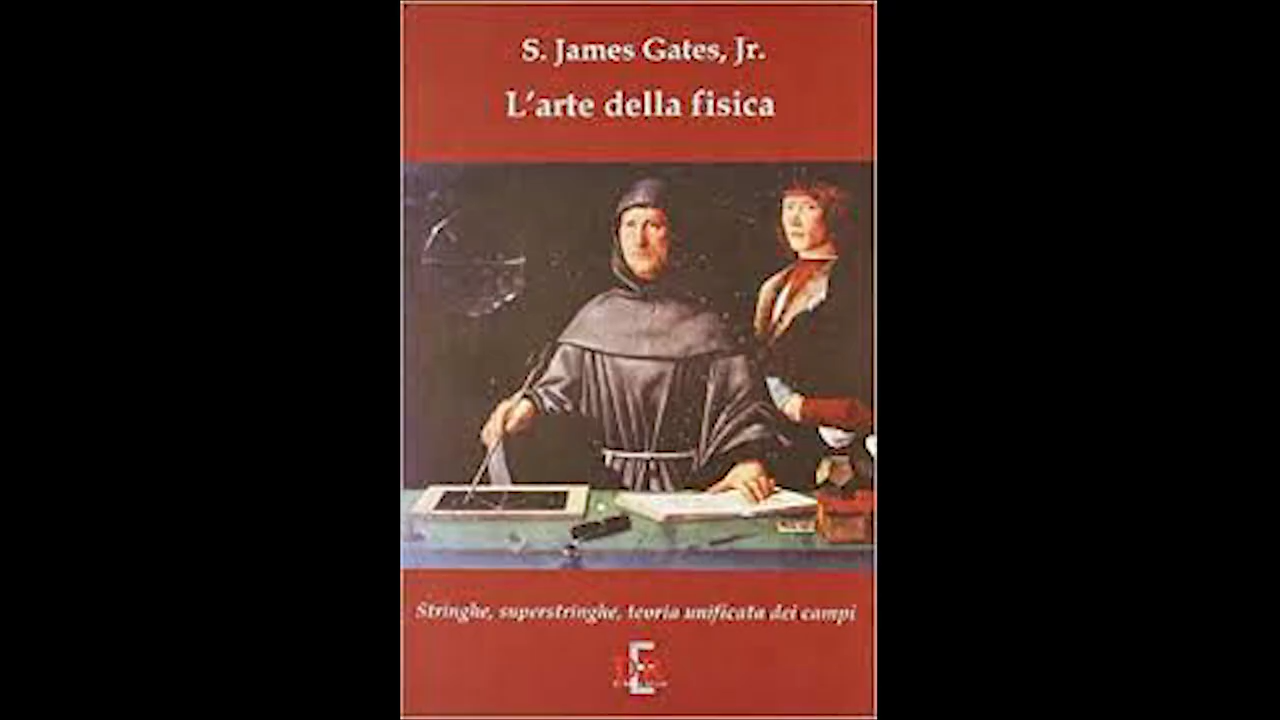 S. James Gates, Jr.
L'arte della fisica
Stringhe, superstringhe, teoria unificata dei campi